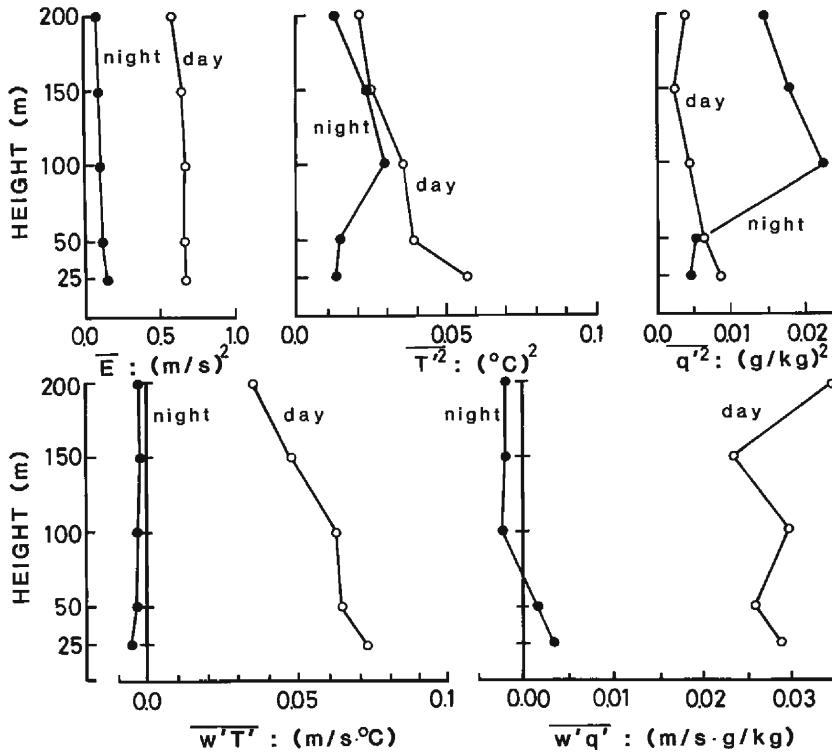 HEIGHT (m)
200
150
100
50
25
night
day
0.0 0.5 1.0
E : (m/s)²
night
day
0.0 0.05 0.1
T'² : (°C)²
day
night
0.0 0.01 0.02
q'² : (g/kg)²
HEIGHT (m)
200
150
100
50
25
night
day
0.0 0.05 0.1
w'T' : (m/s·°C)
night
day
0.00 0.01 0.02 0.03
w'q' : (m/s·g/kg)